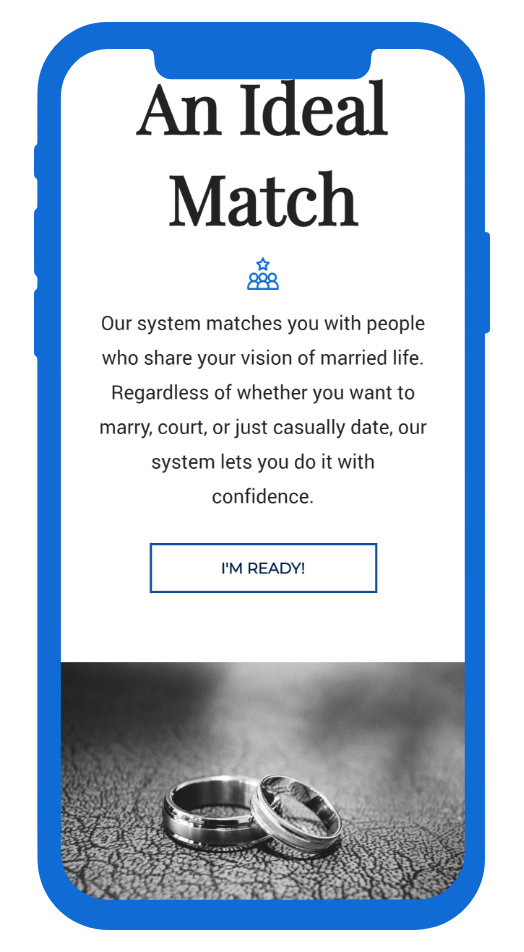 An Ideal
Match
Our system matches you with people
who share your vision of married life.
Regardless of whether you want to
marry, court, or just casually date, our
system lets you do it with
confidence.
I'M READY!